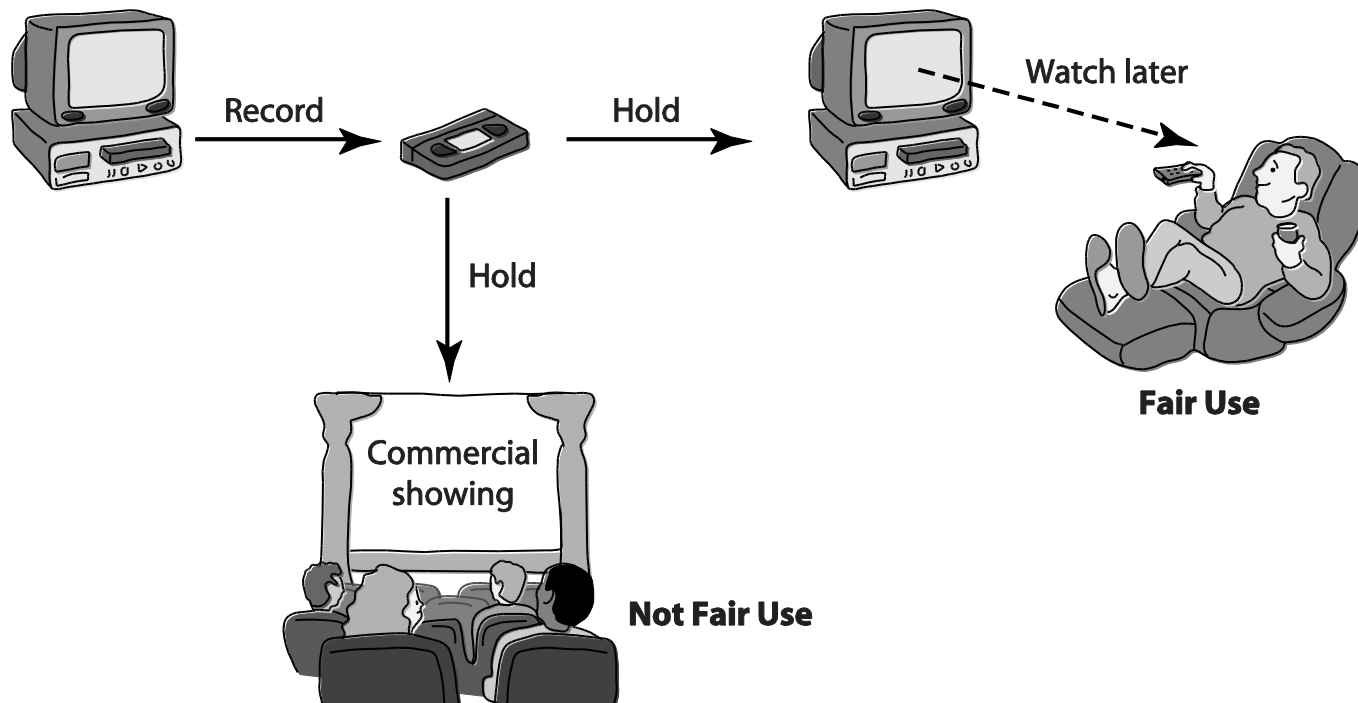 Record
Hold
Watch later
Hold
Fair Use
Commercial
showing
Not Fair Use